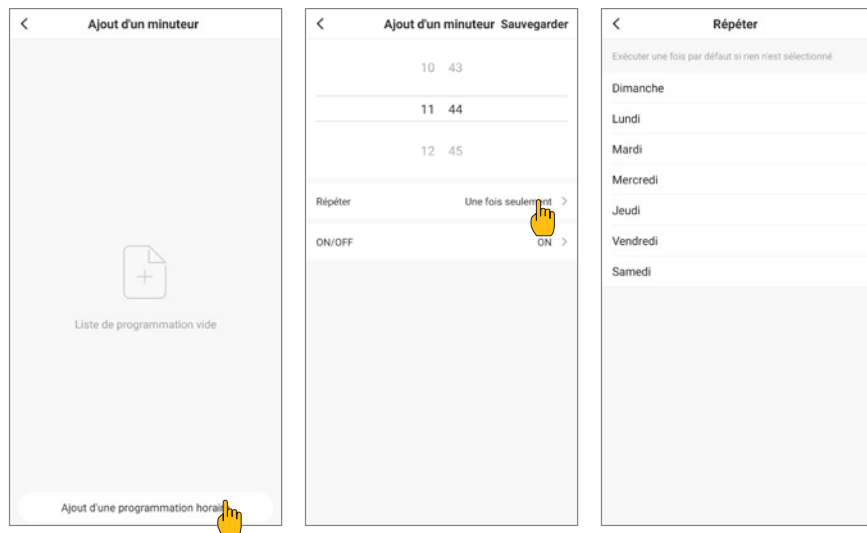 Ajout d'un minuteur
Liste de programmation vide
Ajout d'une programmation horaire
Ajout d'un minuteur Sauvegarder
10 43
11 44
12 45
Répéter Une fois seulement
ON/OFF ON
Répéter
Exécuter une fois par défaut si rien n'est sélectionné
Dimanche
Lundi
Mardi
Mercredi
Jeudi
Vendredi
Samedi